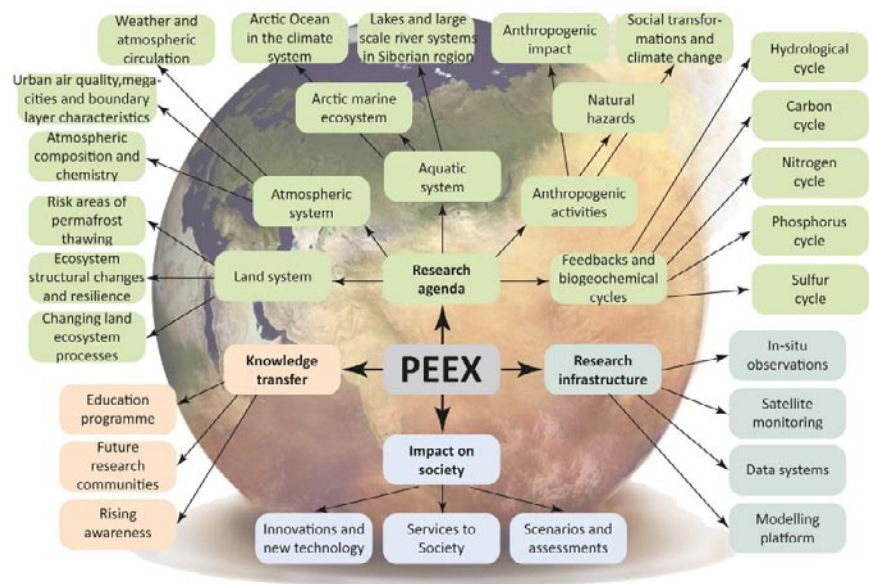 Weather and
atmospheric
circulation
Arctic Ocean
in the climate
system
Lakes and large
scale river systems
in Siberian region
Anthropogenic
impact
Social transfor-
mations and
climate change
Hydrological
cycle
Urban air quality,mega-
cities and boundary
layer characteristics
Arctic marine
ecosystem
Natural
hazards
Carbon
cycle
Atmospheric
composition and
chemistry
Atmospheric
system
Aquatic
system
Anthropogenic
activities
Nitrogen
cycle
Risk areas of
permafrost
thawing
Phosphorus
cycle
Ecosystem
structural changes
and resilience
Land system
Research
agenda
Feedbacks and
biogeochemical
cycles
Sulfur
cycle
Changing land
ecosystem
processes
Knowledge
transfer
PEEX
Research
infrastructure
In-situ
observations
Education
programme
Satellite
monitoring
Future
research
communities
Impact on
society
Data systems
Rising
awareness
Innovations and
new technology
Services to
Society
Scenarios and
assessments
Modelling
platform